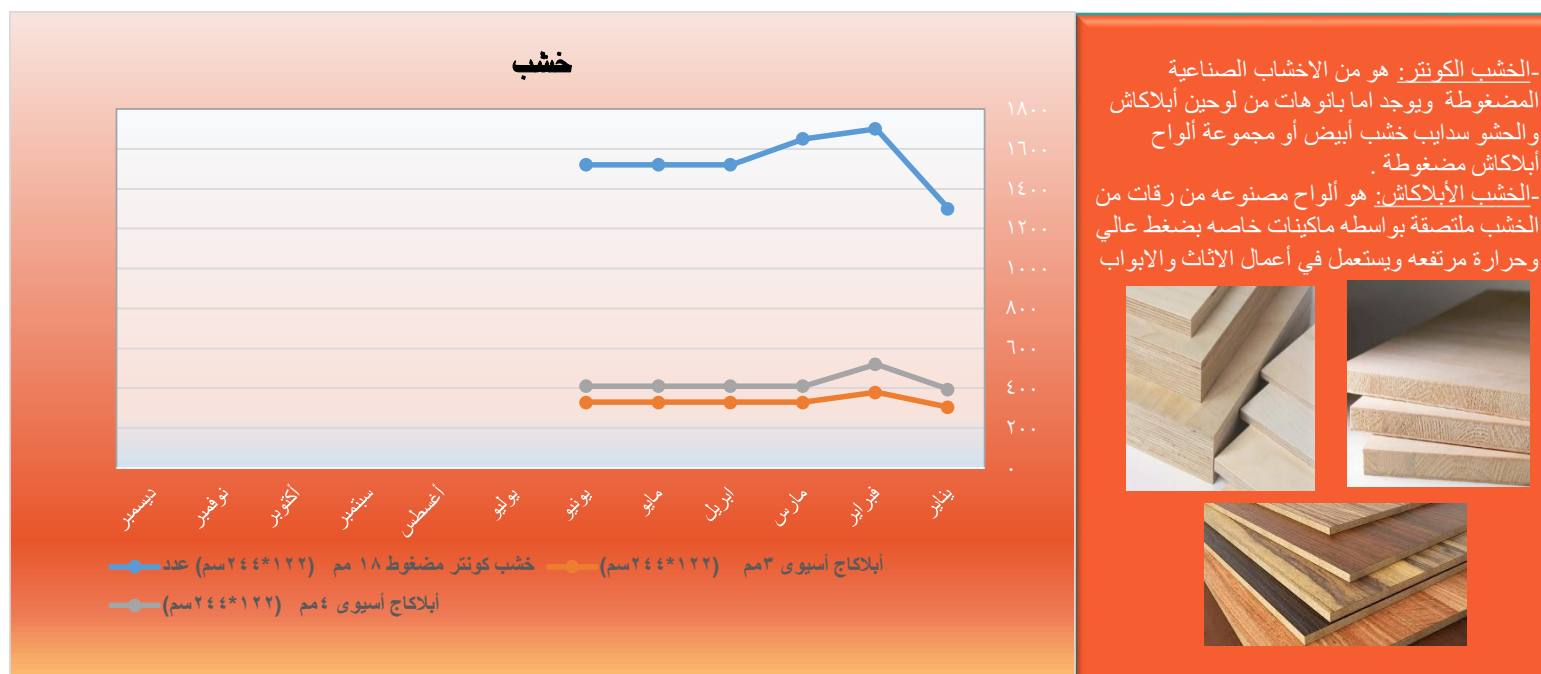 خشب
١٨٠٠
١٦٠٠
١٤٠٠
١٢٠٠
١٠٠٠
٨٠٠
٦٠٠
٤٠٠
٢٠٠
٠
يناير
فبراير
مارس
ابريل
مايو
يونيو
يوليو
أغسطس
سبتمبر
أكتوبر
نوفمبر
ديسمبر
خشب كونتر مضغوط ١٨ مم (١٢٢*٢٤٤سم) عدد
أبلاكاج أسيوى ٣مم (١٢٢*٢٤٤سم)
أبلاكاج أسيوى ٤مم (١٢٢*٢٤٤سم)
-الخشب الكونتر: هو من الاخشاب الصناعية
المضغوطة ويوجد اما بانوهات من لوحين أبلاكاش
والحشو سدايب خشب أبيض أو مجموعة ألواح
أبلاكاش مضغوطة .
-الخشب الأبلاكاش: هو ألواح مصنوعه من رقات من
الخشب ملتصقة بواسطه ماكينات خاصه بضغط عالي
وحرارة مرتفعه ويستعمل في أعمال الاثاث والابواب